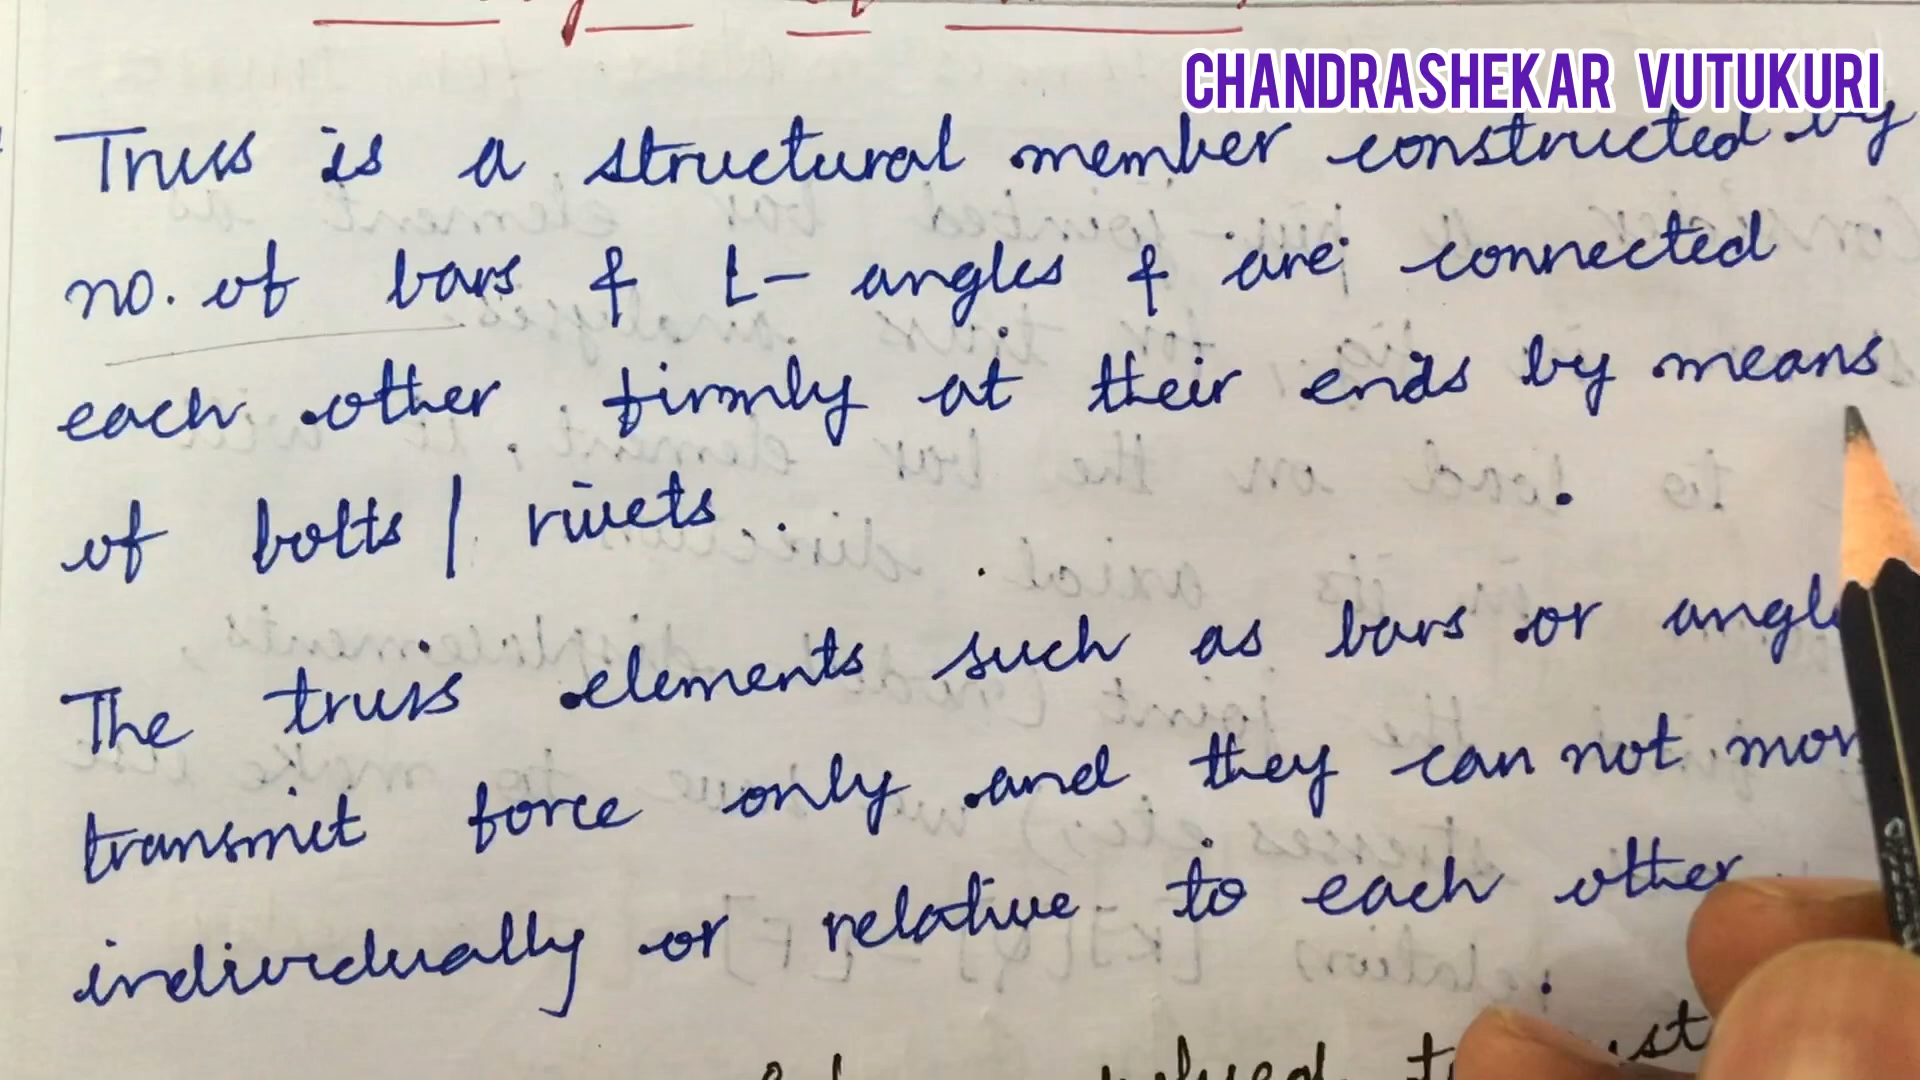 CHANDRASHEKAR VUTUKURI
Truss is a structural member constructed by
no. of bars & L- angles & are connected
each other firmly at their ends by means
of bolts / rivets.
The truss elements such as bars or
transmit force only and they can not
individually or relative to each other